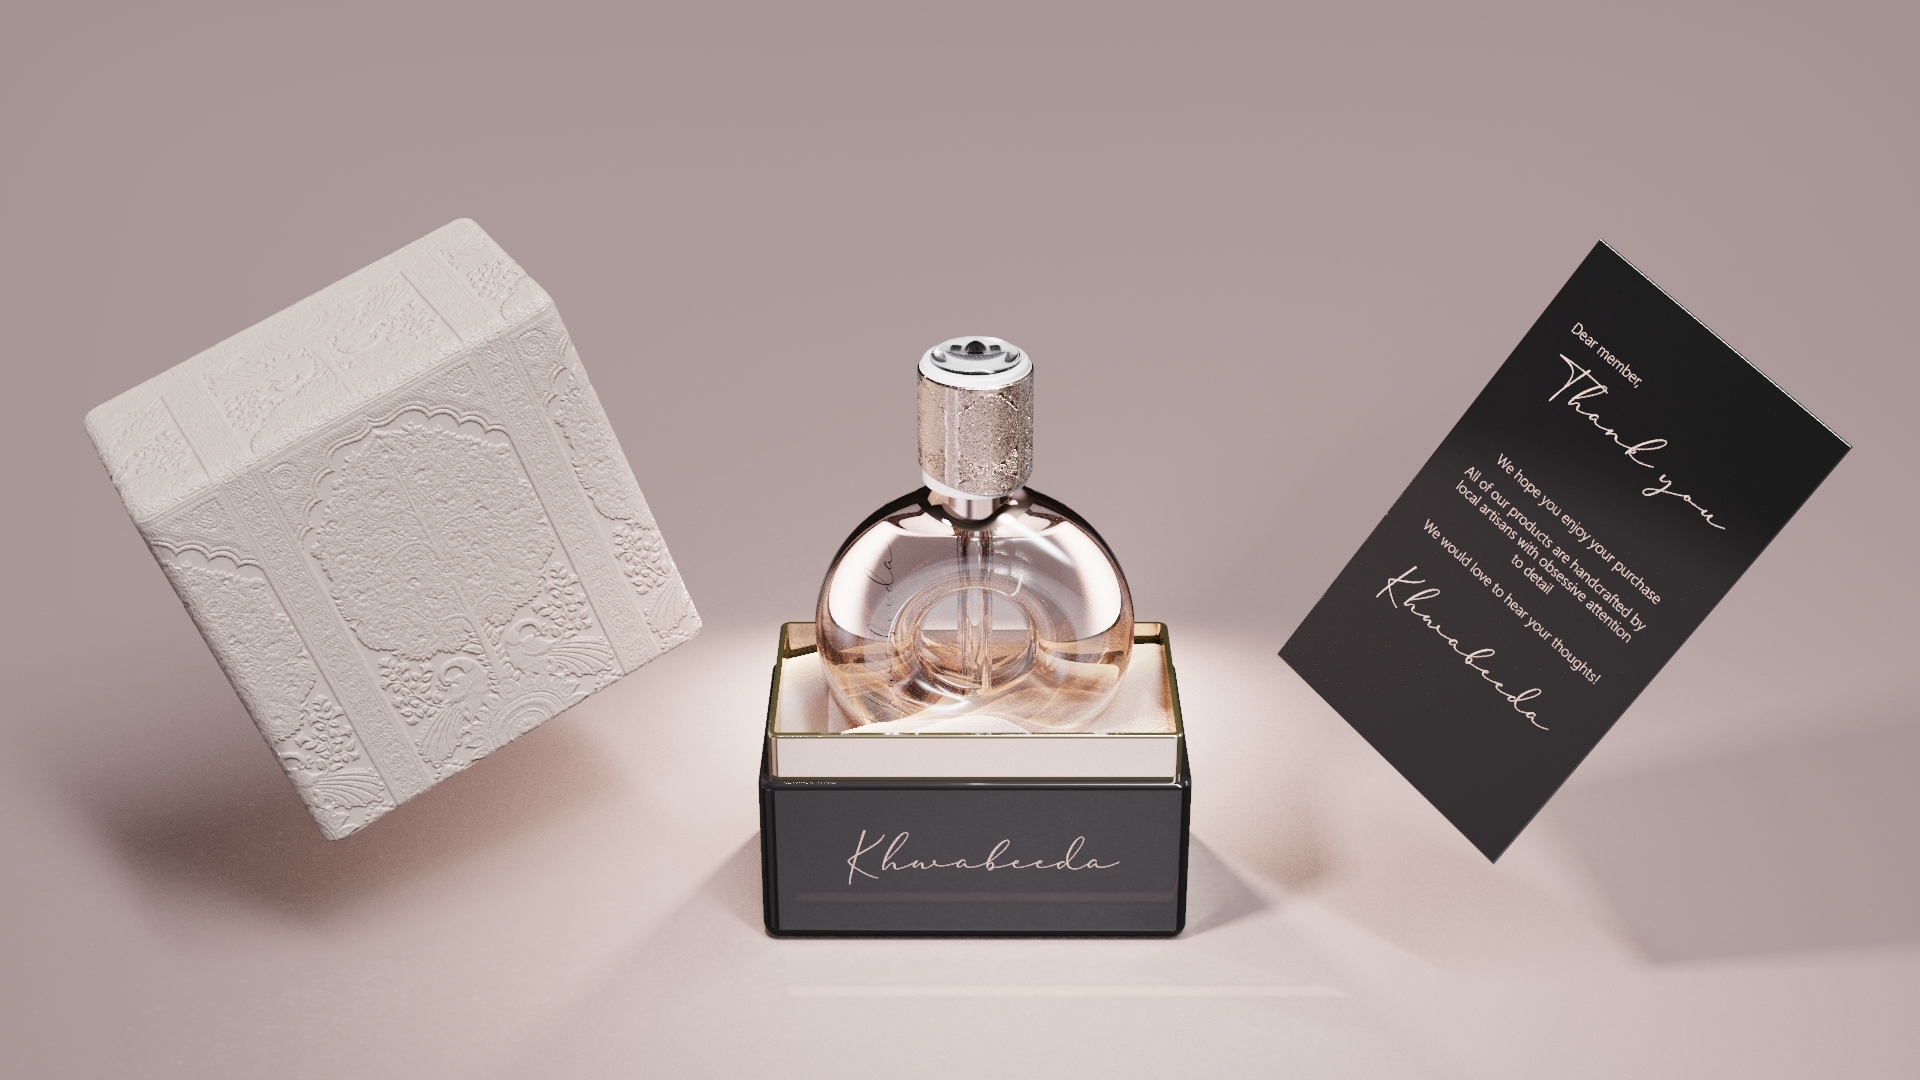 Khwabeeda
Dear member,
Thank you
We hope you enjoy your purchase
All of our products are handcrafted by
local artisans with obsessive attention
to detail
We would love to hear your thoughts!
Khwabeeda